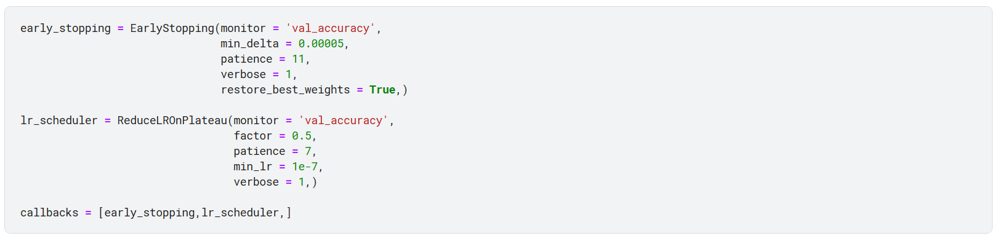 early_stopping = EarlyStopping(monitor = 'val_accuracy',
                               min_delta = 0.00005,
                               patience = 11,
                               verbose = 1,
                               restore_best_weights = True,)

lr_scheduler = ReduceLROnPlateau(monitor = 'val_accuracy',
                                 factor = 0.5,
                                 patience = 7,
                                 min_lr = 1e-7,
                                 verbose = 1,)

callbacks = [early_stopping,lr_scheduler,]